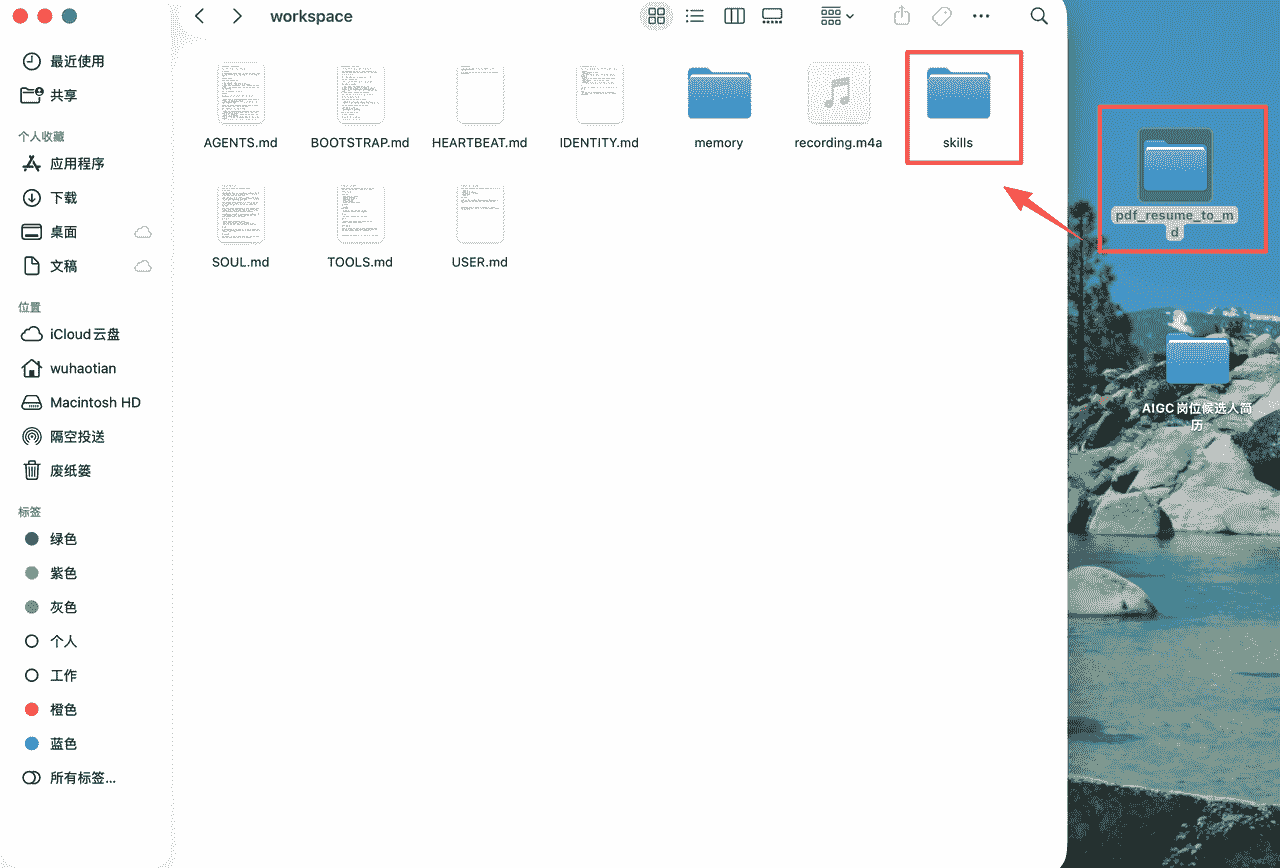 workspace
最近使用
共享
个人收藏
应用程序
下载
桌面
文稿
位置
iCloud云盘
wuhaotian
Macintosh HD
隔空投送
废纸篓
标签
绿色
紫色
灰色
个人
工作
橙色
蓝色
所有标签...
AGENTS.md
BOOTSTRAP.md
HEARTBEAT.md
IDENTITY.md
memory
recording.m4a
skills
SOUL.md
TOOLS.md
USER.md
pdf_resume_to_m
d
AIGC岗位候选人简
历